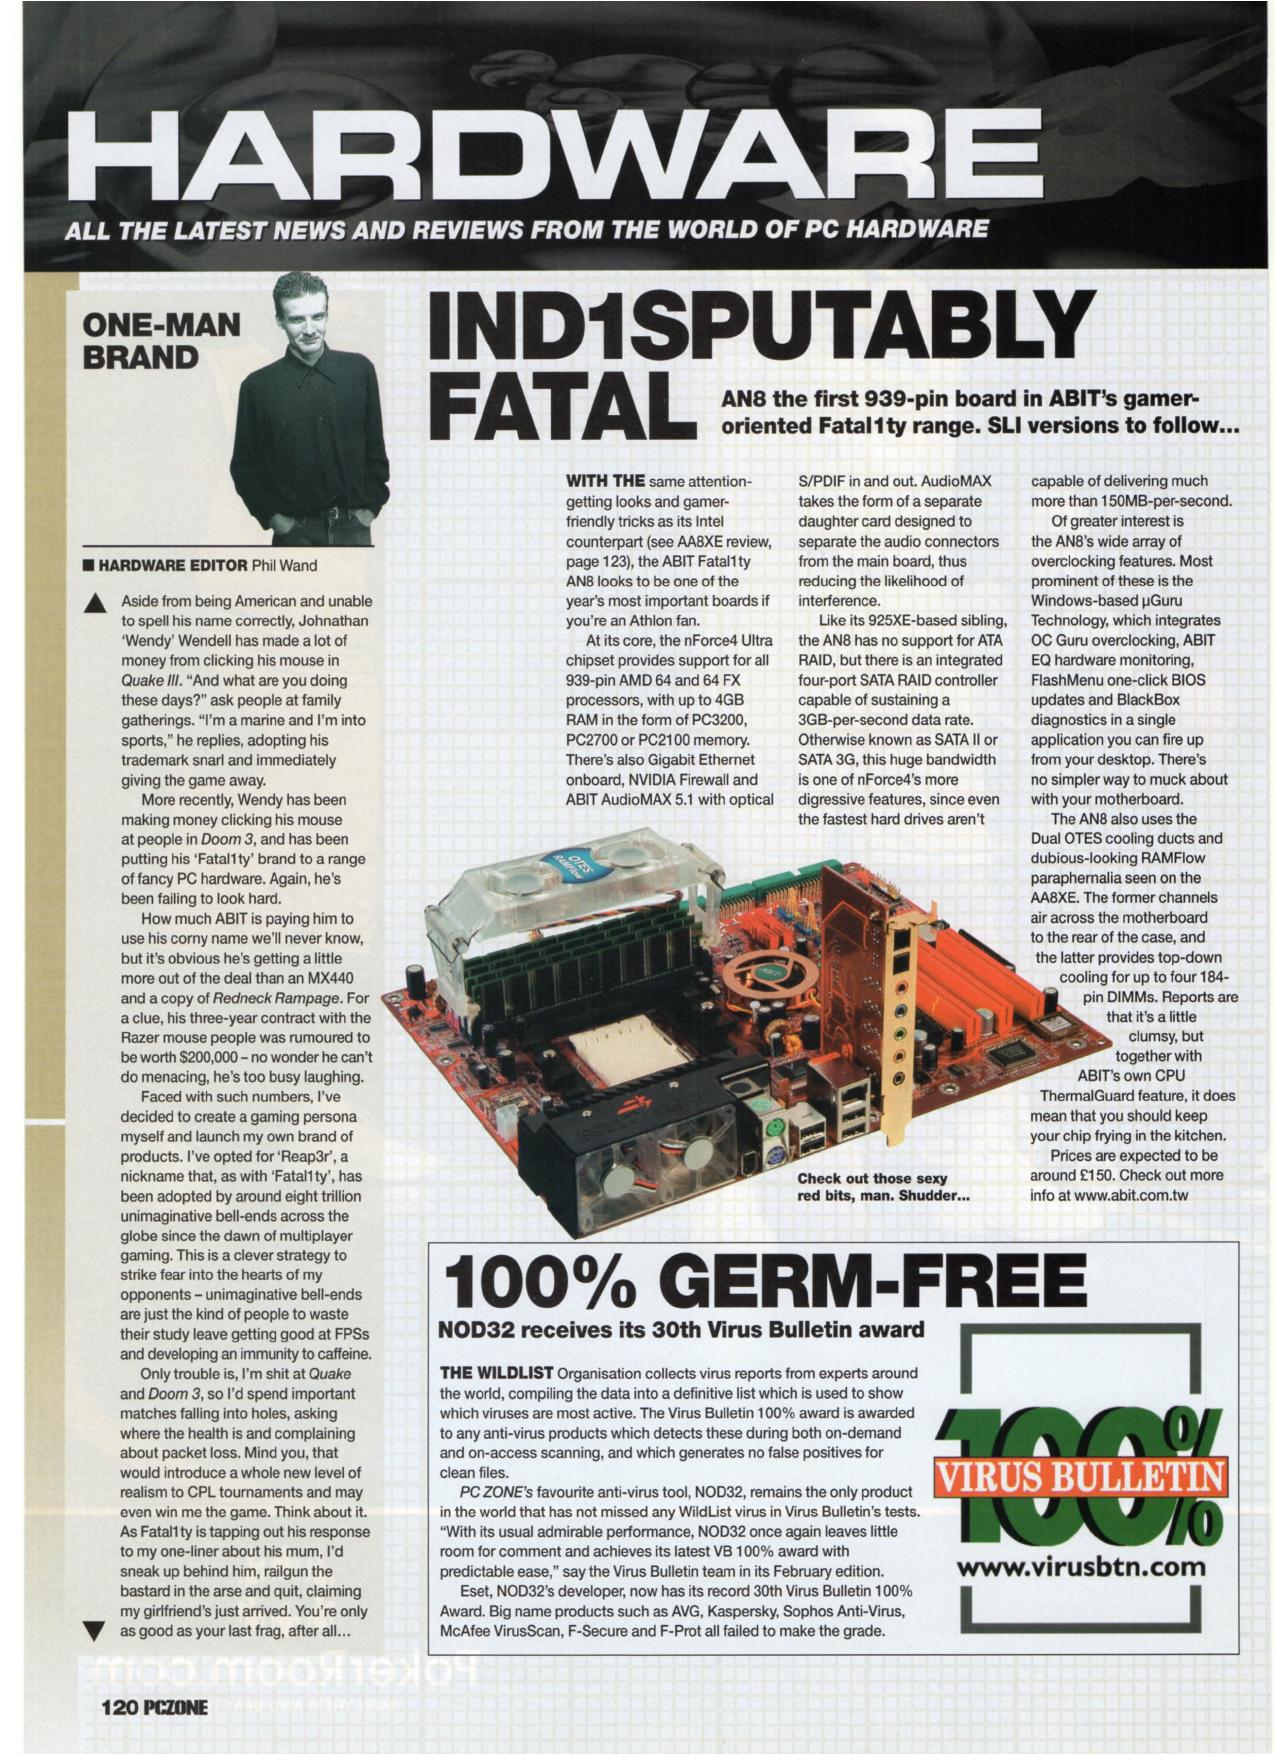 HARDWARE
ALL THE LATEST NEWS AND REVIEWS FROM THE WORLD OF PC HARDWARE
ONE-MAN
BRAND
■ HARDWARE EDITOR Phil Wand
Aside from being American and unable
to spell his name correctly, Johnathan
'Wendy' Wendell has made a lot of
money from clicking his mouse in
Quake III. “And what are you doing
these days?” ask people at family
gatherings. “I'm a marine and I'm into
sports,” he replies, adopting his
trademark snarl and immediately
giving the game away.
More recently, Wendy has been
making money clicking his mouse
at people in Doom 3, and has been
putting his 'Fatal1ty' brand to a range
of fancy PC hardware. Again, he's
been failing to look hard.
How much ABIT is paying him to
use his corny name we'll never know,
but it's obvious he's getting a little
more out of the deal than an MX440
and a copy of Redneck Rampage. For
a clue, his three-year contract with the
Razer mouse people was rumoured to
be worth $200,000 – no wonder he can't
do menacing, he's too busy laughing.
Faced with such numbers, I've
decided to create a gaming persona
myself and launch my own brand of
products. I've opted for 'Reap3r', a
nickname that, as with 'Fatal1ty', has
been adopted by around eight trillion
unimaginative bell-ends across the
globe since the dawn of multiplayer
gaming. This is a clever strategy to
strike fear into the hearts of my
opponents – unimaginative bell-ends
are just the kind of people to waste
their study leave getting good at FPSs
and developing an immunity to caffeine.
Only trouble is, I'm shit at Quake
and Doom 3, so I'd spend important
matches falling into holes, asking
where the health is and complaining
about packet loss. Mind you, that
would introduce a whole new level of
realism to CPL tournaments and may
even win me the game. Think about it.
As Fatal1ty is tapping out his response
to my one-liner about his mum, I'd
sneak up behind him, railgun the
bastard in the arse and quit, claiming
my girlfriend's just arrived. You're only
as good as your last frag, after all...
IND1SPUTABLY
FATAL
AN8 the first 939-pin board in ABIT's gamer-
oriented Fatal1ty range. SLI versions to follow...
WITH THE same attention-
getting looks and gamer-
friendly tricks as its Intel
counterpart (see AA8XE review,
page 123), the ABIT Fatal1ty
AN8 looks to be one of the
year's most important boards if
you're an Athlon fan.
At its core, the nForce4 Ultra
chipset provides support for all
939-pin AMD 64 and 64 FX
processors, with up to 4GB
RAM in the form of PC3200,
PC2700 or PC2100 memory.
There's also Gigabit Ethernet
onboard, NVIDIA Firewall and
ABIT AudioMAX 5.1 with optical
S/PDIF in and out. AudioMAX
takes the form of a separate
daughter card designed to
separate the audio connectors
from the main board, thus
reducing the likelihood of
interference.
Like its 925XE-based sibling,
the AN8 has no support for ATA
RAID, but there is an integrated
four-port SATA RAID controller
capable of sustaining a
3GB-per-second data rate.
Otherwise known as SATA II or
SATA 3G, this huge bandwidth
is one of nForce4's more
digressive features, since even
the fastest hard drives aren't
capable of delivering much
more than 150MB-per-second.
Of greater interest is
the AN8's wide array of
overclocking features. Most
prominent of these is the
Windows-based µGuru
Technology, which integrates
OC Guru overclocking, ABIT
EQ hardware monitoring,
FlashMenu one-click BIOS
updates and BlackBox
diagnostics in a single
application you can fire up
from your desktop. There's
no simpler way to muck about
with your motherboard.
The AN8 also uses the
Dual OTES cooling ducts and
dubious-looking RAMFlow
paraphernalia seen on the
AA8XE. The former channels
air across the motherboard
to the rear of the case, and
the latter provides top-down
cooling for up to four 184-
pin DIMMs. Reports are
that it's a little
clumsy, but
together with
ABIT's own CPU
ThermalGuard feature, it does
mean that you should keep
your chip frying in the kitchen.
Prices are expected to be
around £150. Check out more
info at www.abit.com.tw
OTES
RAMFlow
ABIT
Check out those sexy
red bits, man. Shudder...
100% GERM-FREE
NOD32 receives its 30th Virus Bulletin award
THE WILDLIST Organisation collects virus reports from experts around
the world, compiling the data into a definitive list which is used to show
which viruses are most active. The Virus Bulletin 100% award is awarded
to any anti-virus products which detects these during both on-demand
and on-access scanning, and which generates no false positives for
clean files.
PC ZONE's favourite anti-virus tool, NOD32, remains the only product
in the world that has not missed any WildList virus in Virus Bulletin's tests.
“With its usual admirable performance, NOD32 once again leaves little
room for comment and achieves its latest VB 100% award with
predictable ease,” say the Virus Bulletin team in its February edition.
Eset, NOD32's developer, now has its record 30th Virus Bulletin 100%
Award. Big name products such as AVG, Kaspersky, Sophos Anti-Virus,
McAfee VirusScan, F-Secure and F-Prot all failed to make the grade.
100%
VIRUS BULLETIN
%
www.virusbtn.com
PokerRoom.com
120 PCZONE